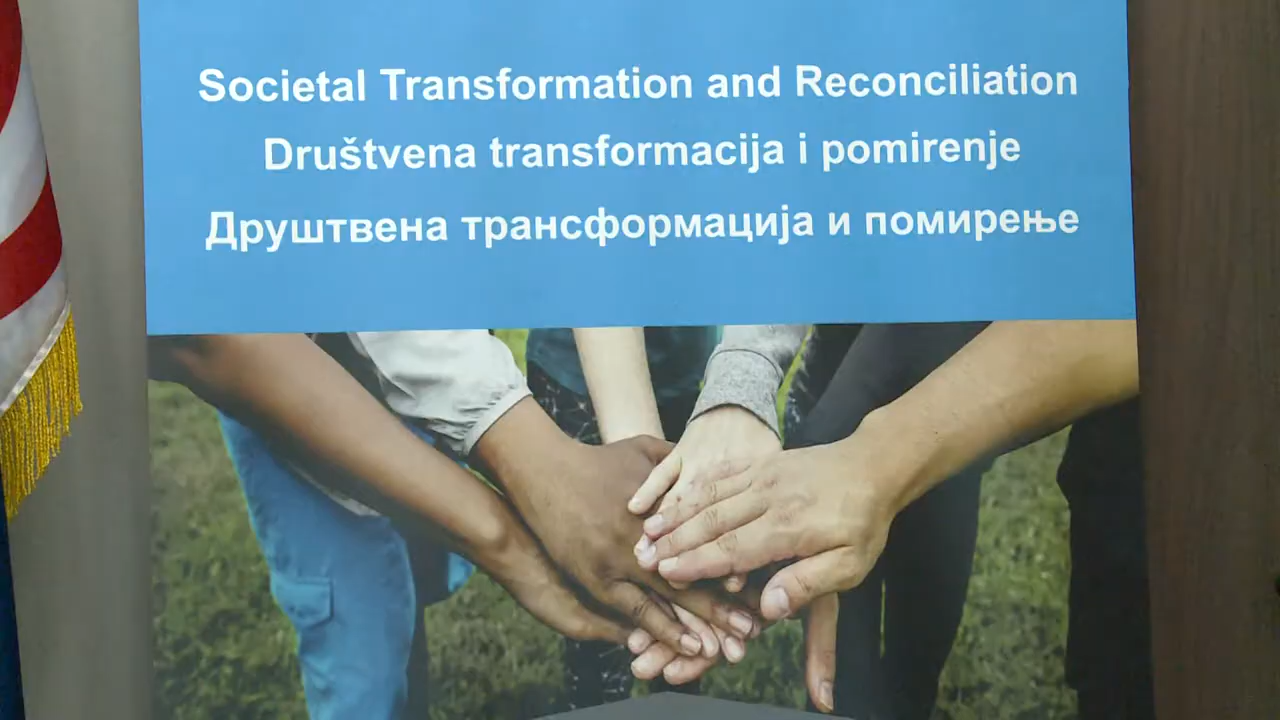 Societal Transformation and Reconciliation
Društvena transformacija i pomirenje
Друштвена трансформација и помирење